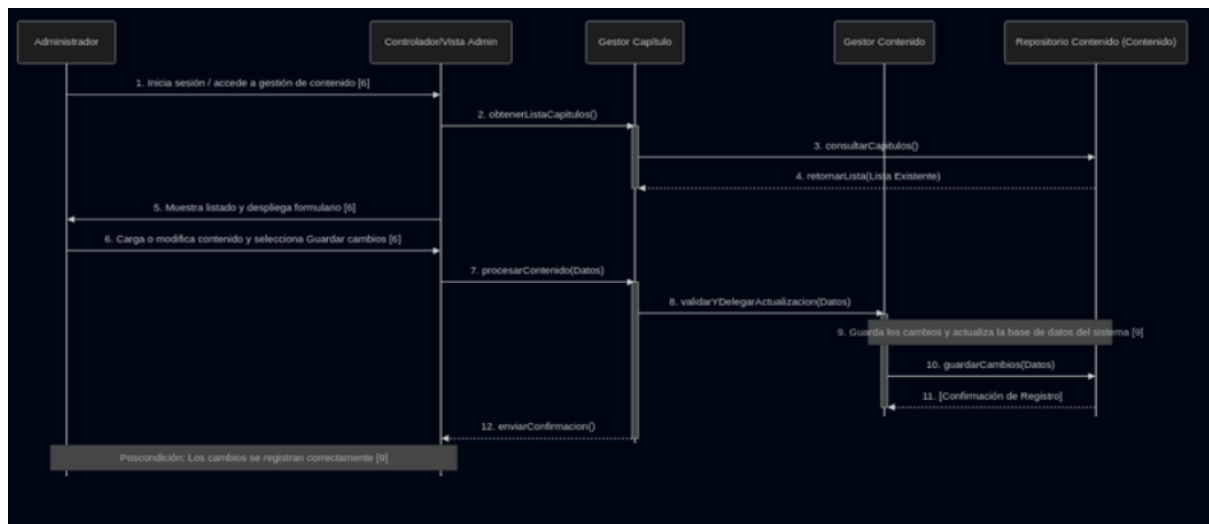 Administrador
Controlador/Vista Admin
Gestor Capítulo
Gestor Contenido
Repositorio Contenido (Contenido)
1. Inicia sesión / accede a gestión de contenido [6]
2. obtenerListaCapitulos()
3. consultarCapitulos()
4. retornarLista(Lista Existente)
5. Muestra listado y despliega formulario [6]
6. Carga o modifica contenido y selecciona Guardar cambios [6]
7. procesarContenido(Datos)
8. validarYDelegarActualizacion(Datos)
9. Guarda los cambios y actualiza la base de datos del sistema [9]
10. guardarCambios(Datos)
11. [Confirmación de Registro]
12. enviarConfirmacion()
Poscondición: Los cambios se registran correctamente [9]